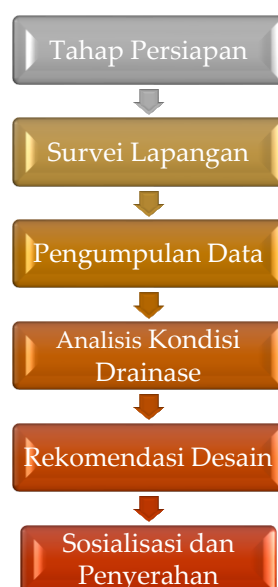 Tahap Persiapan
Survei Lapangan
Pengumpulan Data
Analisis Kondisi
Drainase
Rekomendasi Desain
Sosialisasi dan
Penyerahan